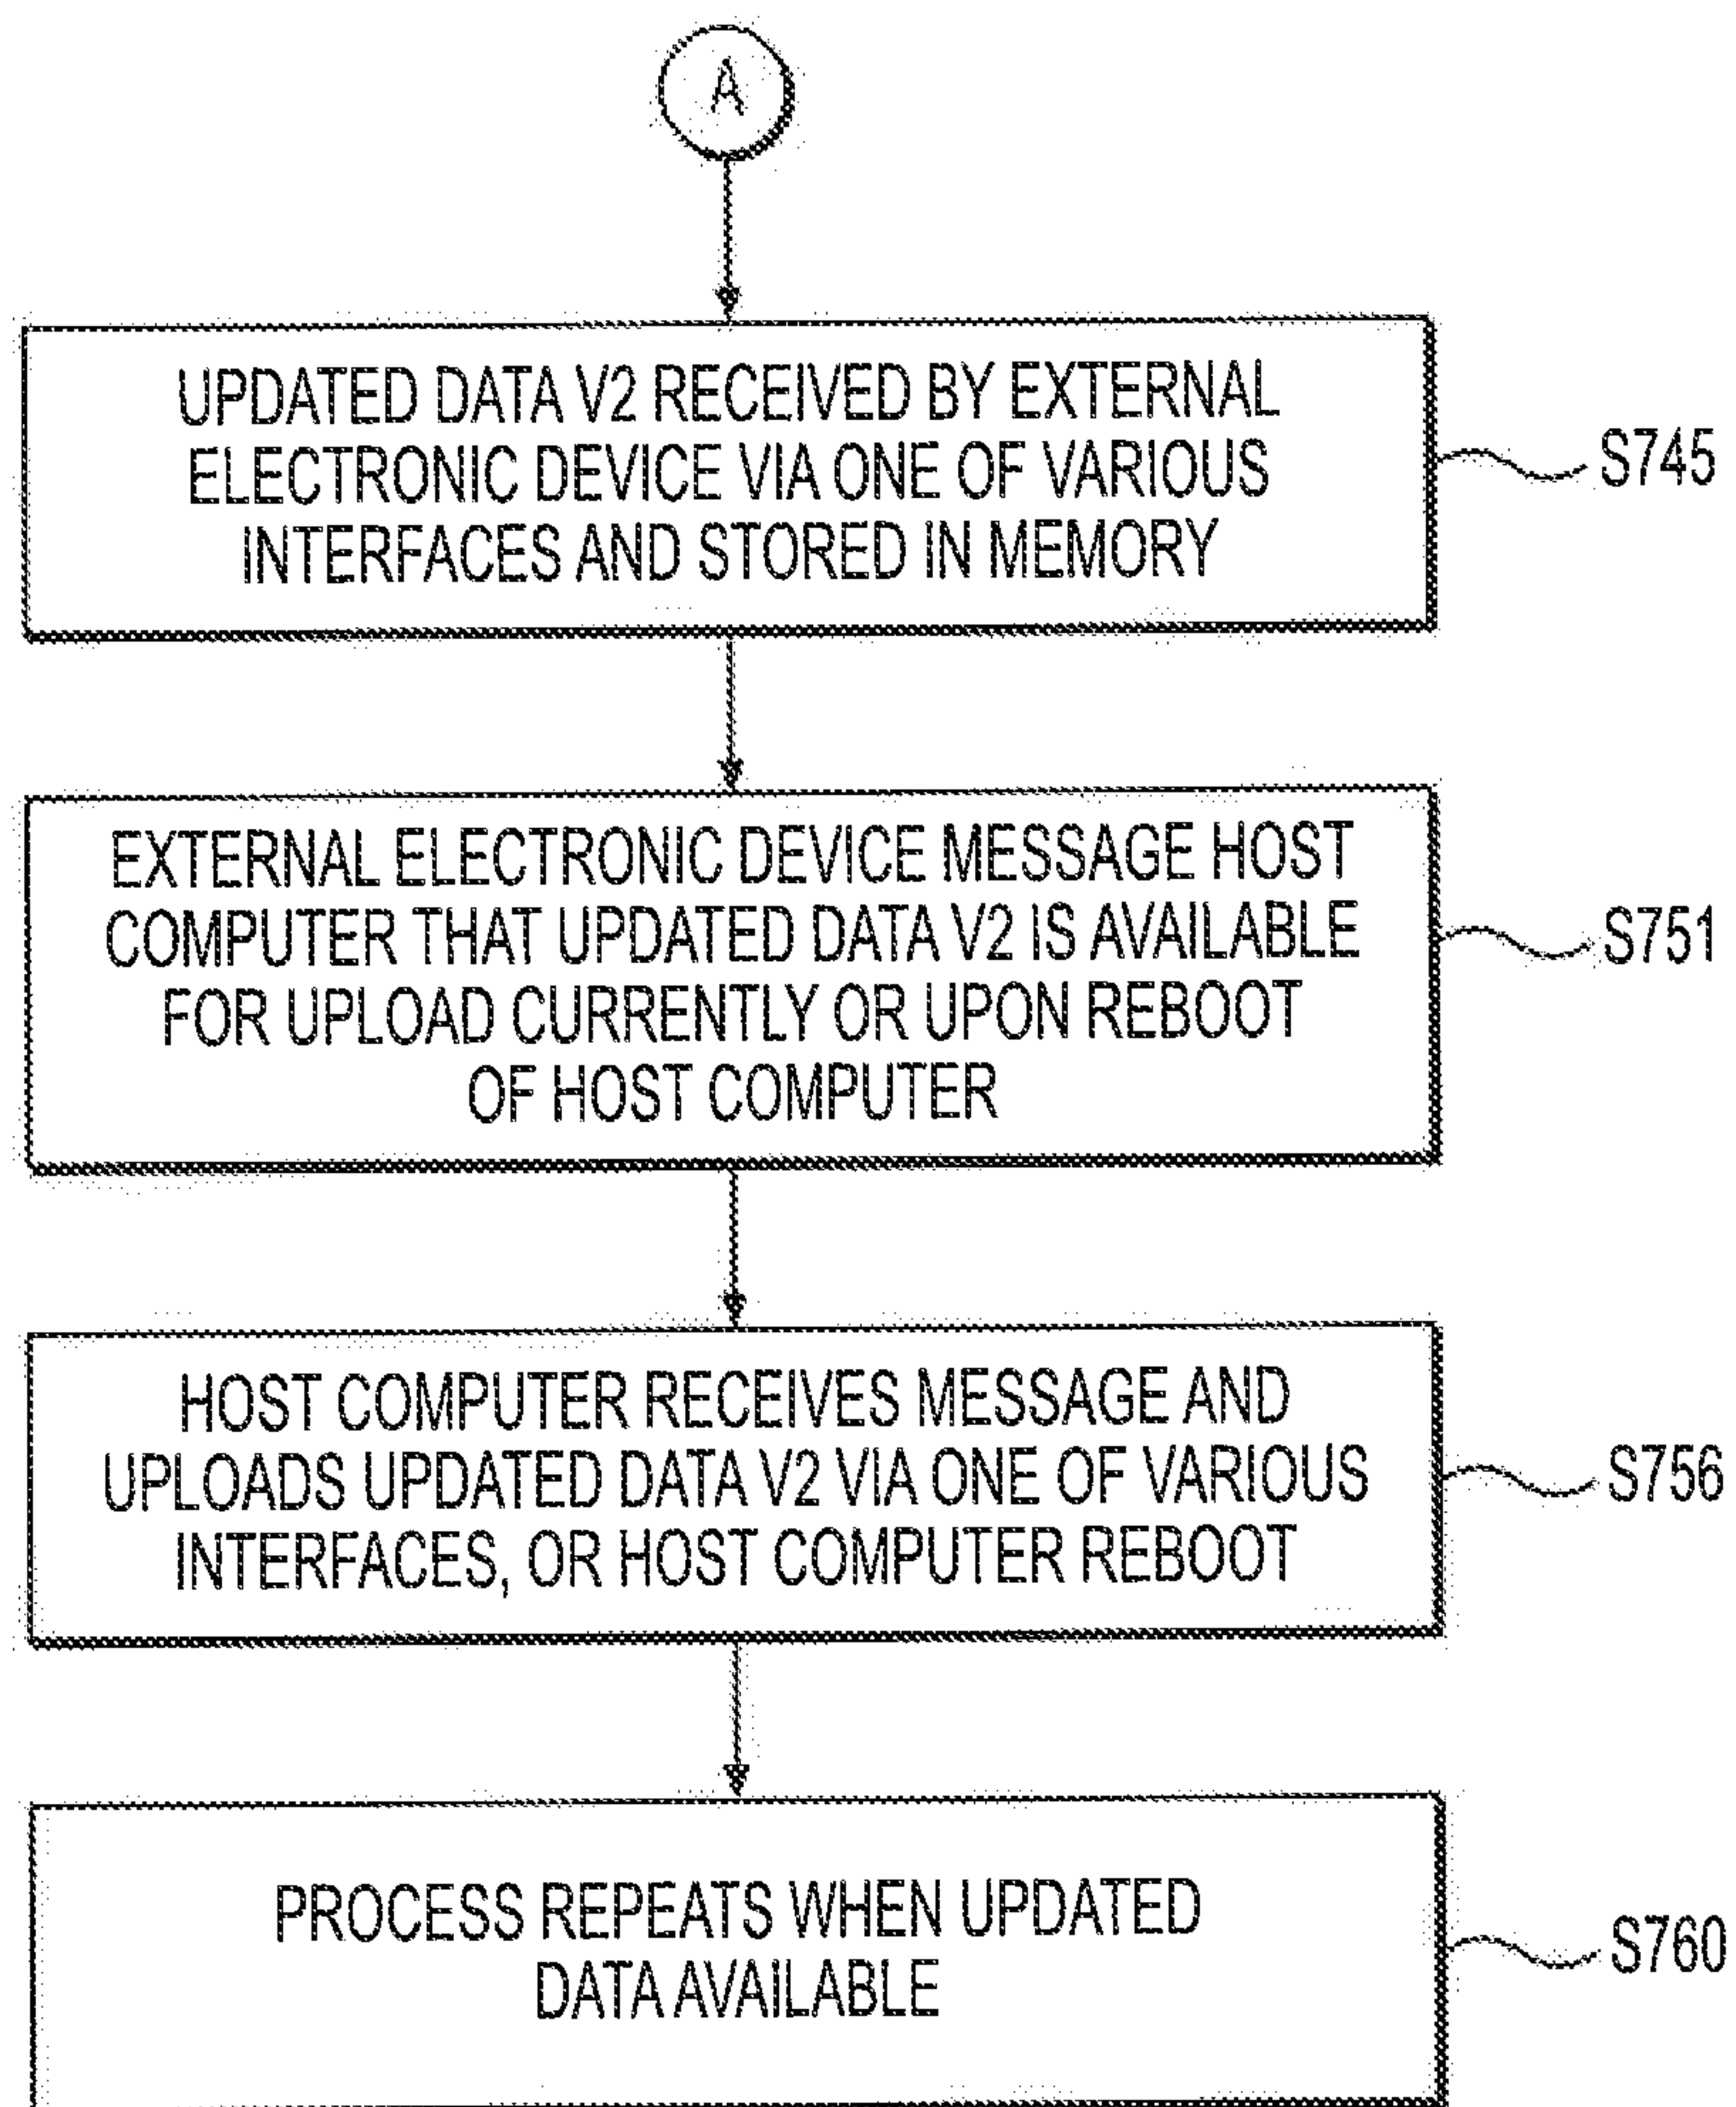 A
UPDATED DATA V2 RECEIVED BY EXTERNAL
ELECTRONIC DEVICE VIA ONE OF VARIOUS
INTERFACES AND STORED IN MEMORY
S745
EXTERNAL ELECTRONIC DEVICE MESSAGE HOST
COMPUTER THAT UPDATED DATA V2 IS AVAILABLE
FOR UPLOAD CURRENTLY OR UPON REBOOT
OF HOST COMPUTER
S751
HOST COMPUTER RECEIVES MESSAGE AND
UPLOADS UPDATED DATA V2 VIA ONE OF VARIOUS
INTERFACES, OR HOST COMPUTER REBOOT
S756
PROCESS REPEATS WHEN UPDATED
DATA AVAILABLE
S760